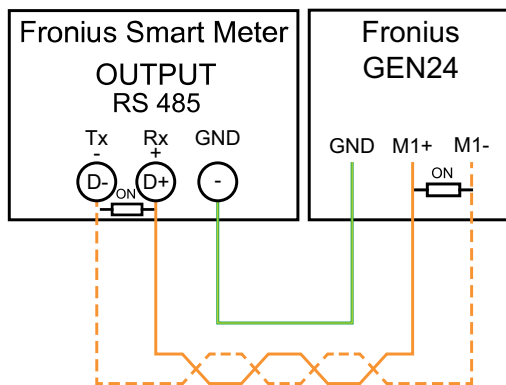 Fronius Smart Meter
OUTPUT
RS 485
Tx Rx GND
- +
D- D+ -
ON
Fronius
GEN24
GND M1+ M1-
ON